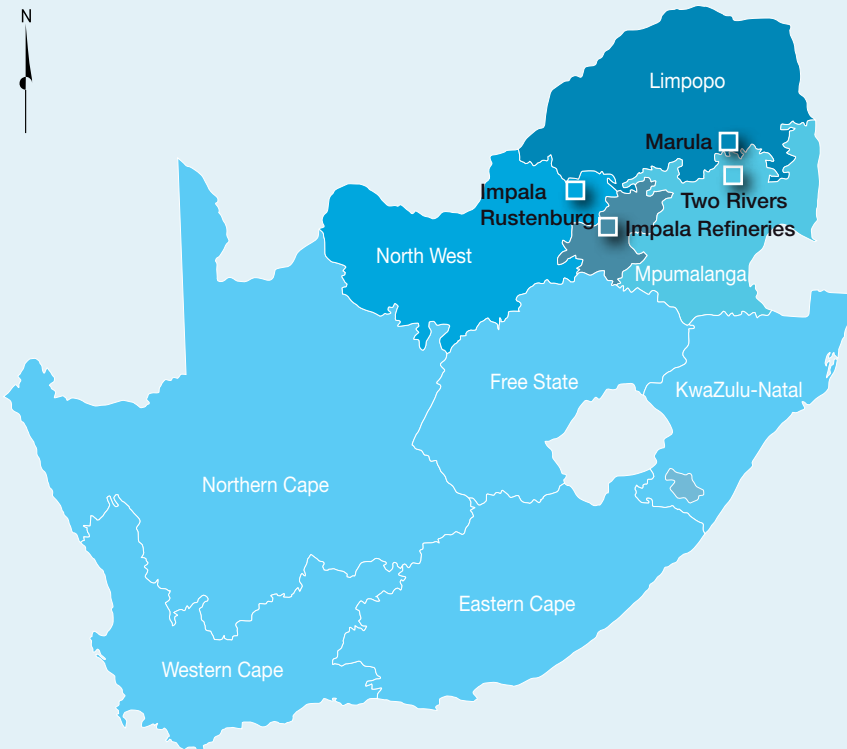 N
Limpopo
Marula
Impala
Rustenburg
Two Rivers
Impala Refineries
North West
Mpumalanga
Free State
KwaZulu-Natal
Northern Cape
Eastern Cape
Western Cape